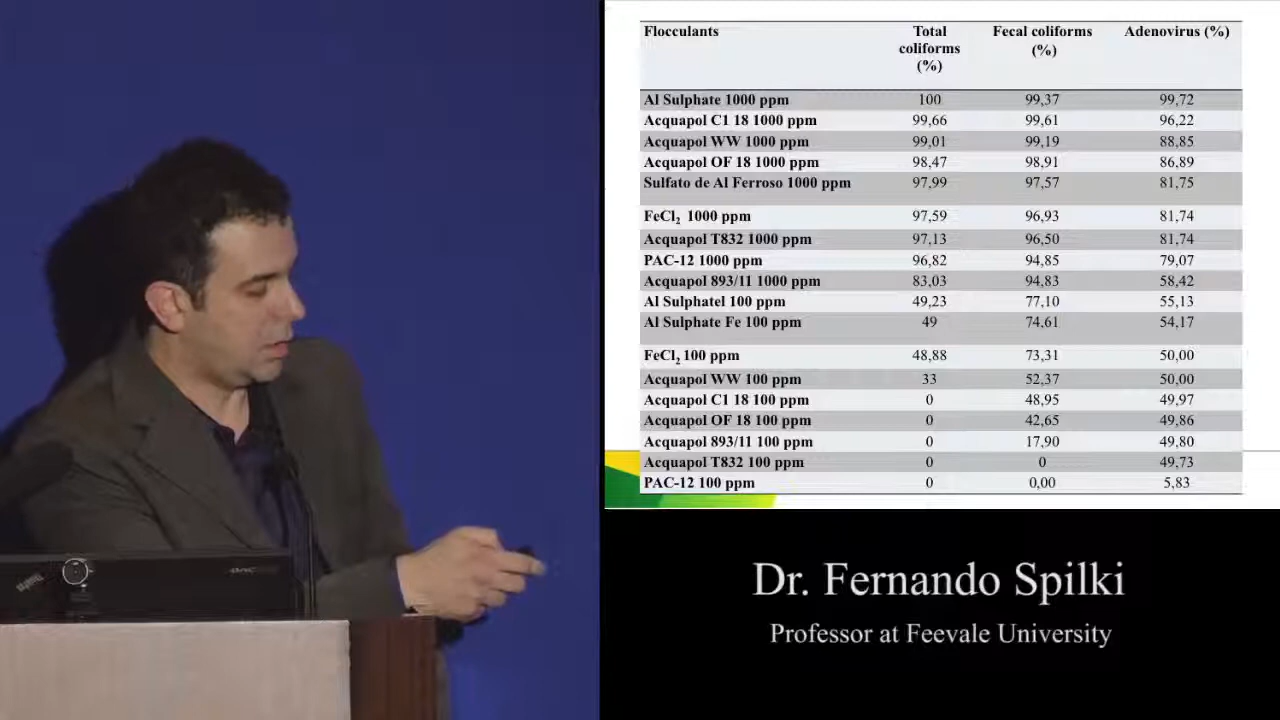 Flocculants Total coliforms (%) Fecal coliforms (%) Adenovirus (%)
Al Sulphate 1000 ppm 100 99,37 99,72
Acquapol C1 18 1000 ppm 99,66 99,61 96,22
Acquapol WW 1000 ppm 99,01 99,19 88,85
Acquapol OF 18 1000 ppm 98,47 98,91 86,89
Sulfato de Al Ferroso 1000 ppm 97,99 97,57 81,75
FeCl₂ 1000 ppm 97,59 96,93 81,74
Acquapol T832 1000 ppm 97,13 96,50 81,74
PAC-12 1000 ppm 96,82 94,85 79,07
Acquapol 893/11 1000 ppm 83,03 94,83 58,42
Al Sulphatel 100 ppm 49,23 77,10 55,13
Al Sulphate Fe 100 ppm 49 74,61 54,17
FeCl₂ 100 ppm 48,88 73,31 50,00
Acquapol WW 100 ppm 33 52,37 50,00
Acquapol C1 18 100 ppm 0 48,95 49,97
Acquapol OF 18 100 ppm 0 42,65 49,86
Acquapol 893/11 100 ppm 0 17,90 49,80
Acquapol T832 100 ppm 0 0 49,73
PAC-12 100 ppm 0 0,00 5,83
Dr. Fernando Spilki
Professor at Feevale University